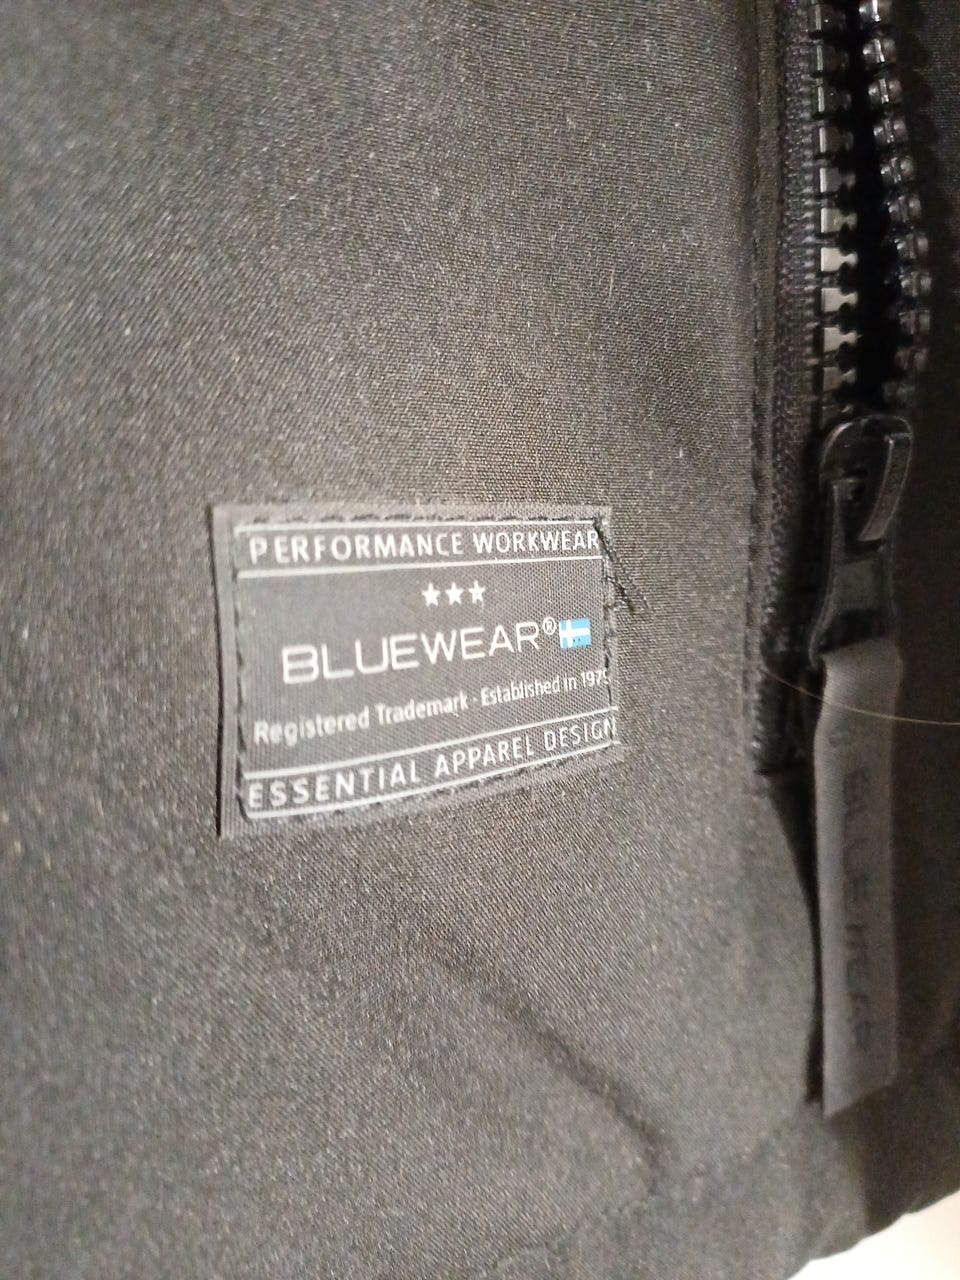 PERFORMANCE WORKWEAR
BLUEWEAR®
Registered Trademark · Established in
ESSENTIAL APPAREL DESIGN